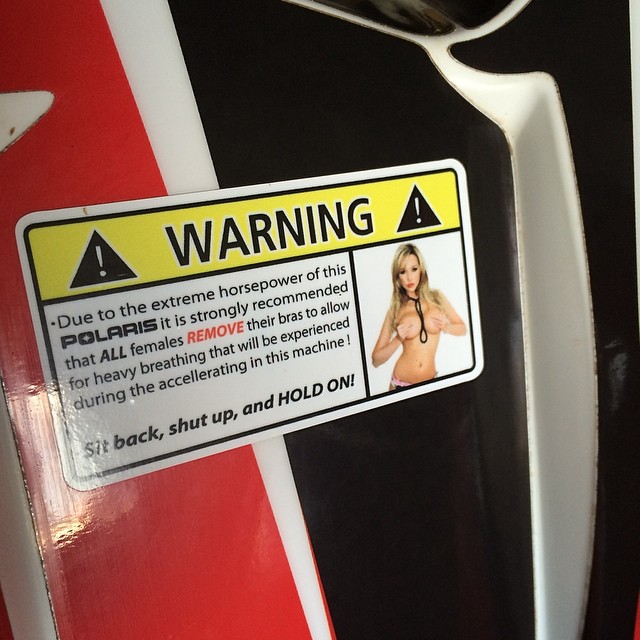 WARNING
·Due to the extreme horsepower of this
POLARIS it is strongly recommended
that ALL females REMOVE their bras to allow
for heavy breathing that will be experienced
during the accellerating in this machine!
Sit back, shut up, and HOLD ON!